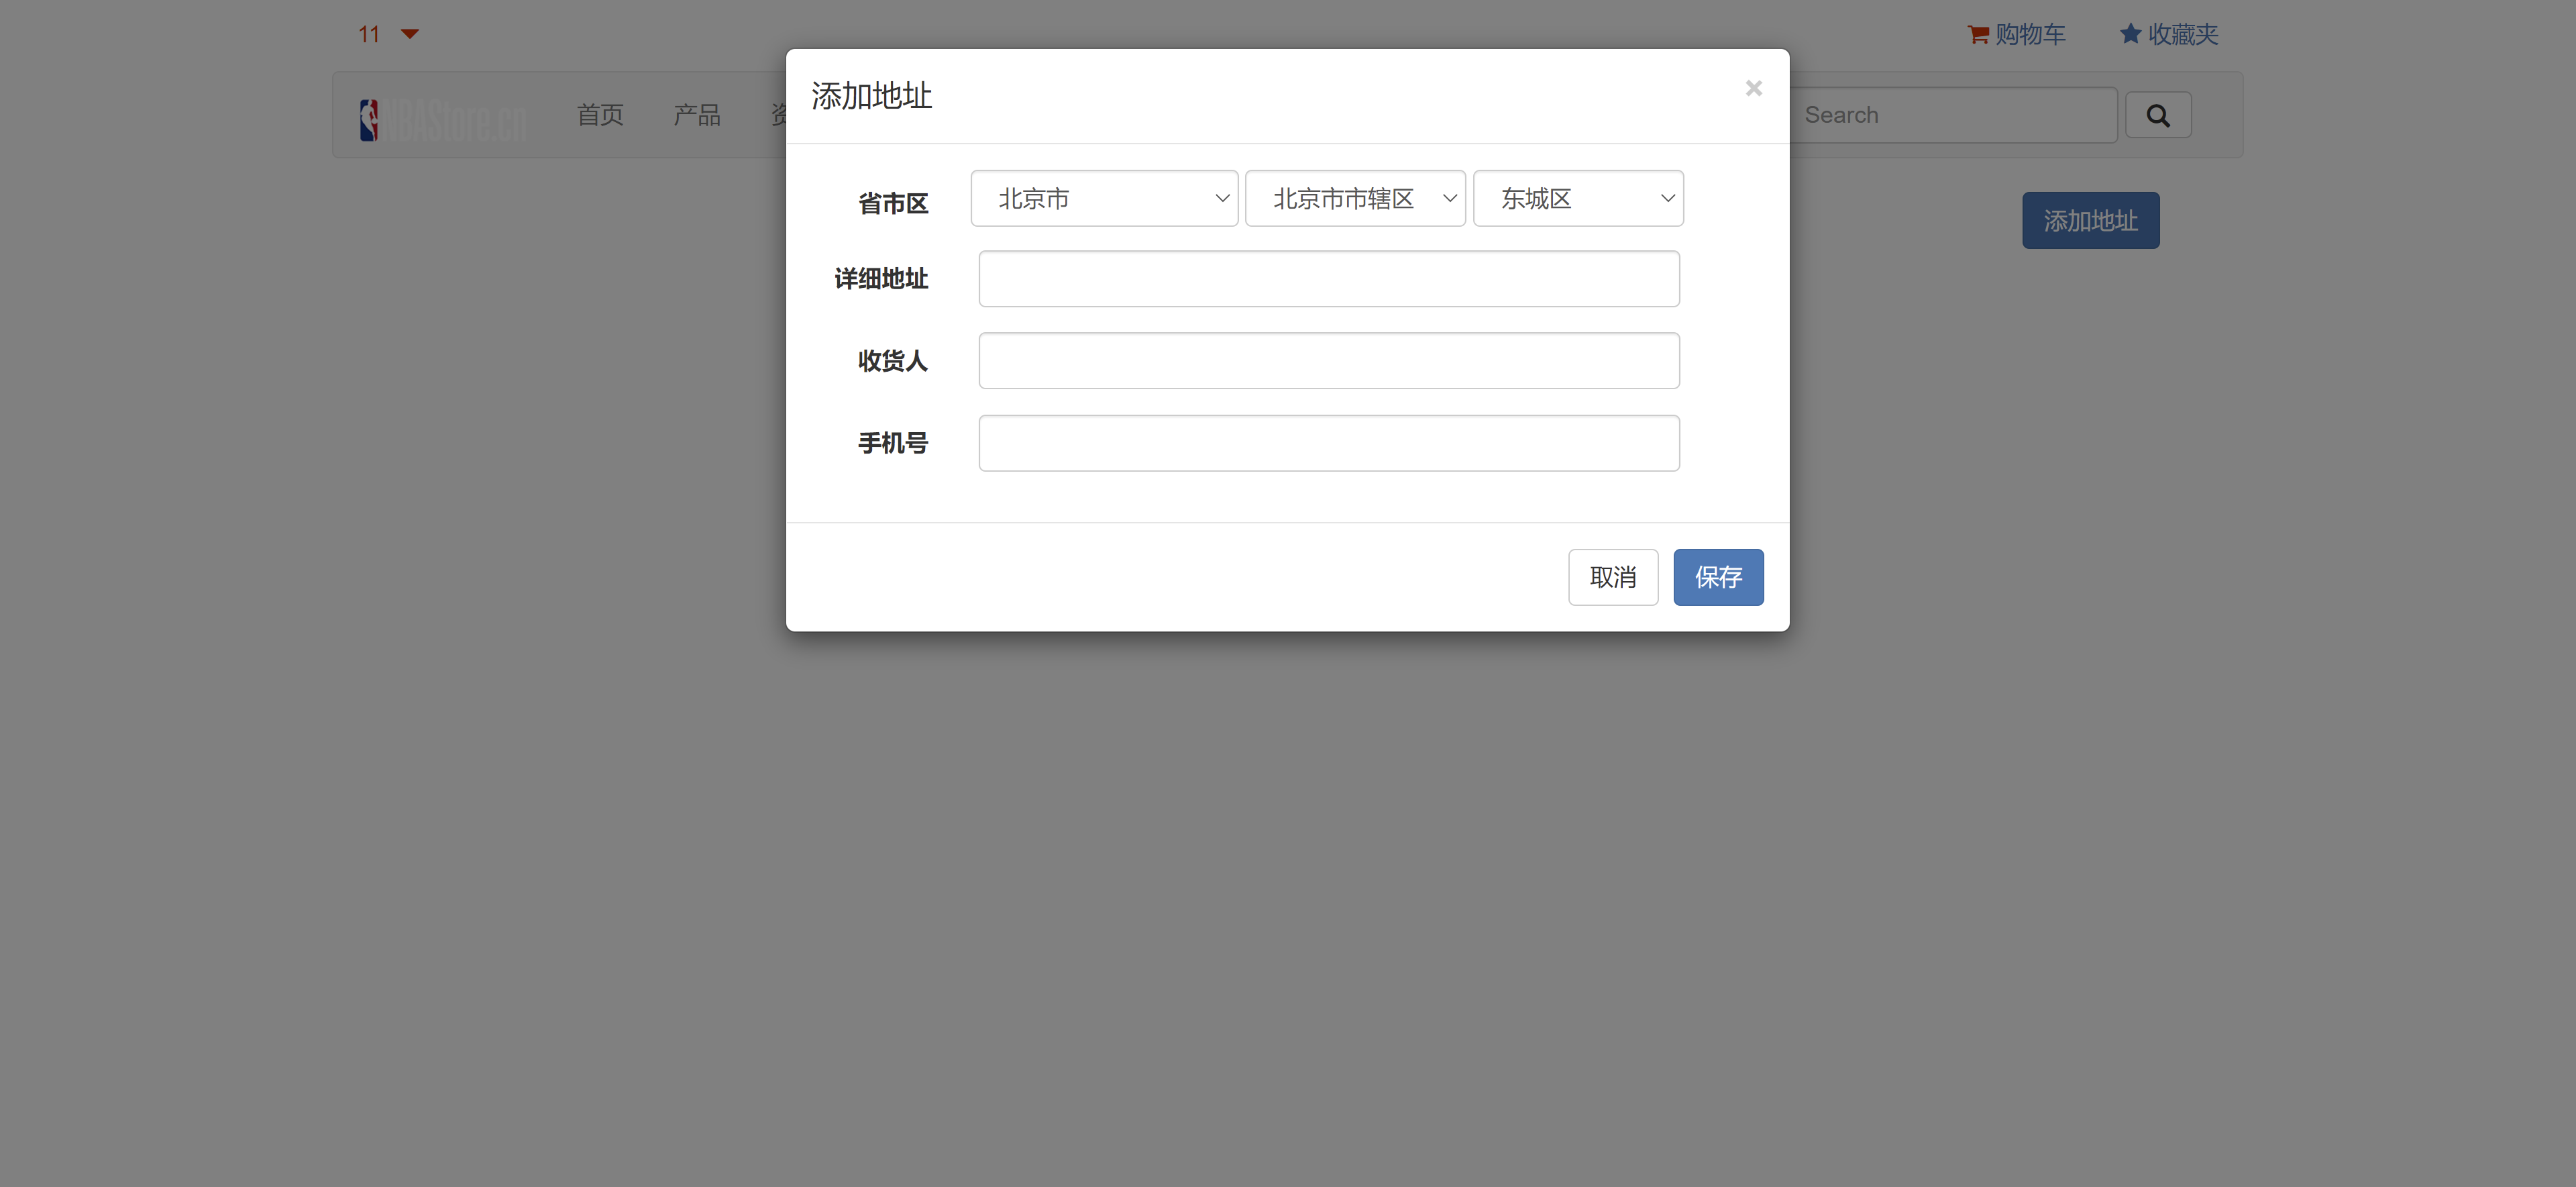 11
购物车
收藏夹
NBAStore.cn
首页
产品
Search
添加地址
×
省市区
北京市
北京市市辖区
东城区
添加地址
详细地址
收货人
手机号
取消
保存